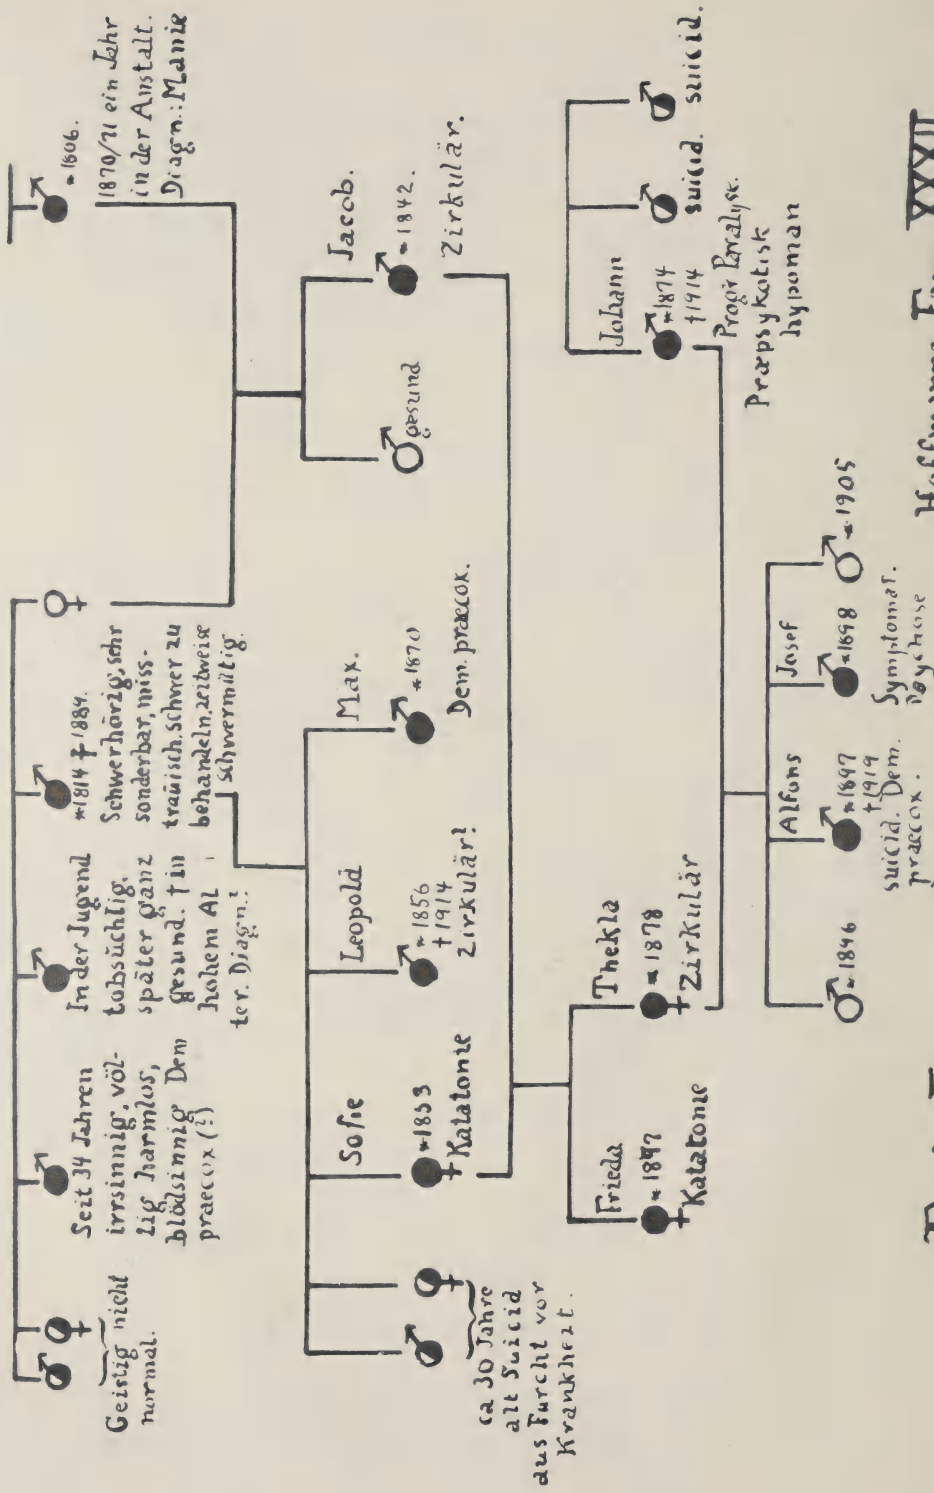 * 1806.
1870/71 ein Jahr
in der Anstalt.
Diagn.: Manie
Geistig nicht
normal.
Seit 34 Jahren
irrsinnig, völ-
lig harmlos,
blödsinnig Dem
praecox (?)
In der Jugend
tobsüchtig.
später ganz
gesund. † in
hohem Al
ter. Diagn.?
*1814 † 1884.
Schwerhörig, sehr
sonderbar, miss-
trauisch, schwer zu
behandeln, zeitweise
schwermütig.
ca 30 Jahre
alt Suicid
aus Furcht vor
Krankheit.
Sofie
* 1853
Katatonie
Leopold
* 1856
† 1914
Zirkulär!
Max.
* 1870
Dem. praecox.
gesund
Jacob.
* 1842.
Zirkulär.
Frieda
Katatonie
Thekla
* 1878
Zirkulär
Johann
* 1874
† 1914
Progr Paralyse.
Præpsykotisk
hypoman
suicid.
suicid.
* 1896
Alfons
* 1897
† 1919
suicid. Dem.
praecox.
Josef
* 1898
Symptomat.
Psychose
* 1905
Hoffmann XXXII